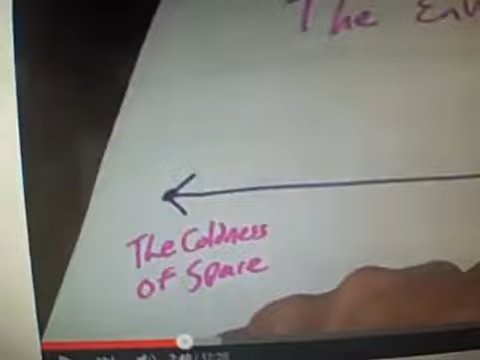 The
The Coldness
of Space